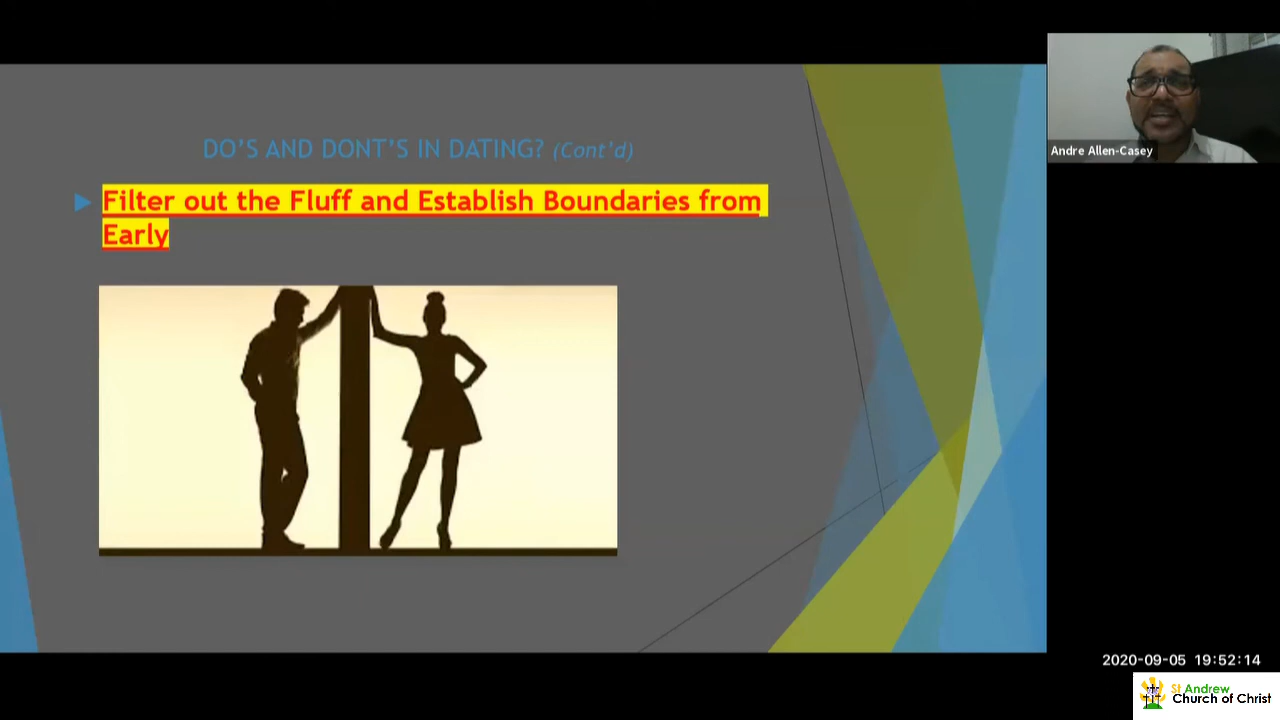 DO'S AND DONT'S IN DATING? (Cont'd)
Filter out the Fluff and Establish Boundaries from
Early
Andre Allen-Casey
2020-09-05 19:52:14
St Andrew
Church of Christ